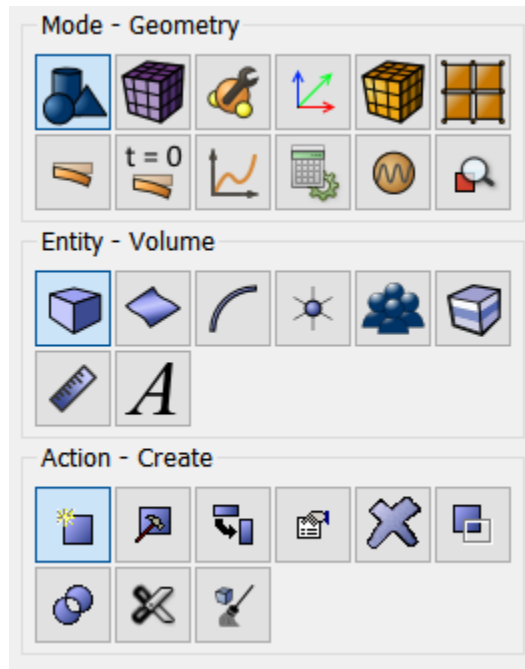 Mode - Geometry
t = 0
Entity - Volume
A
Action - Create